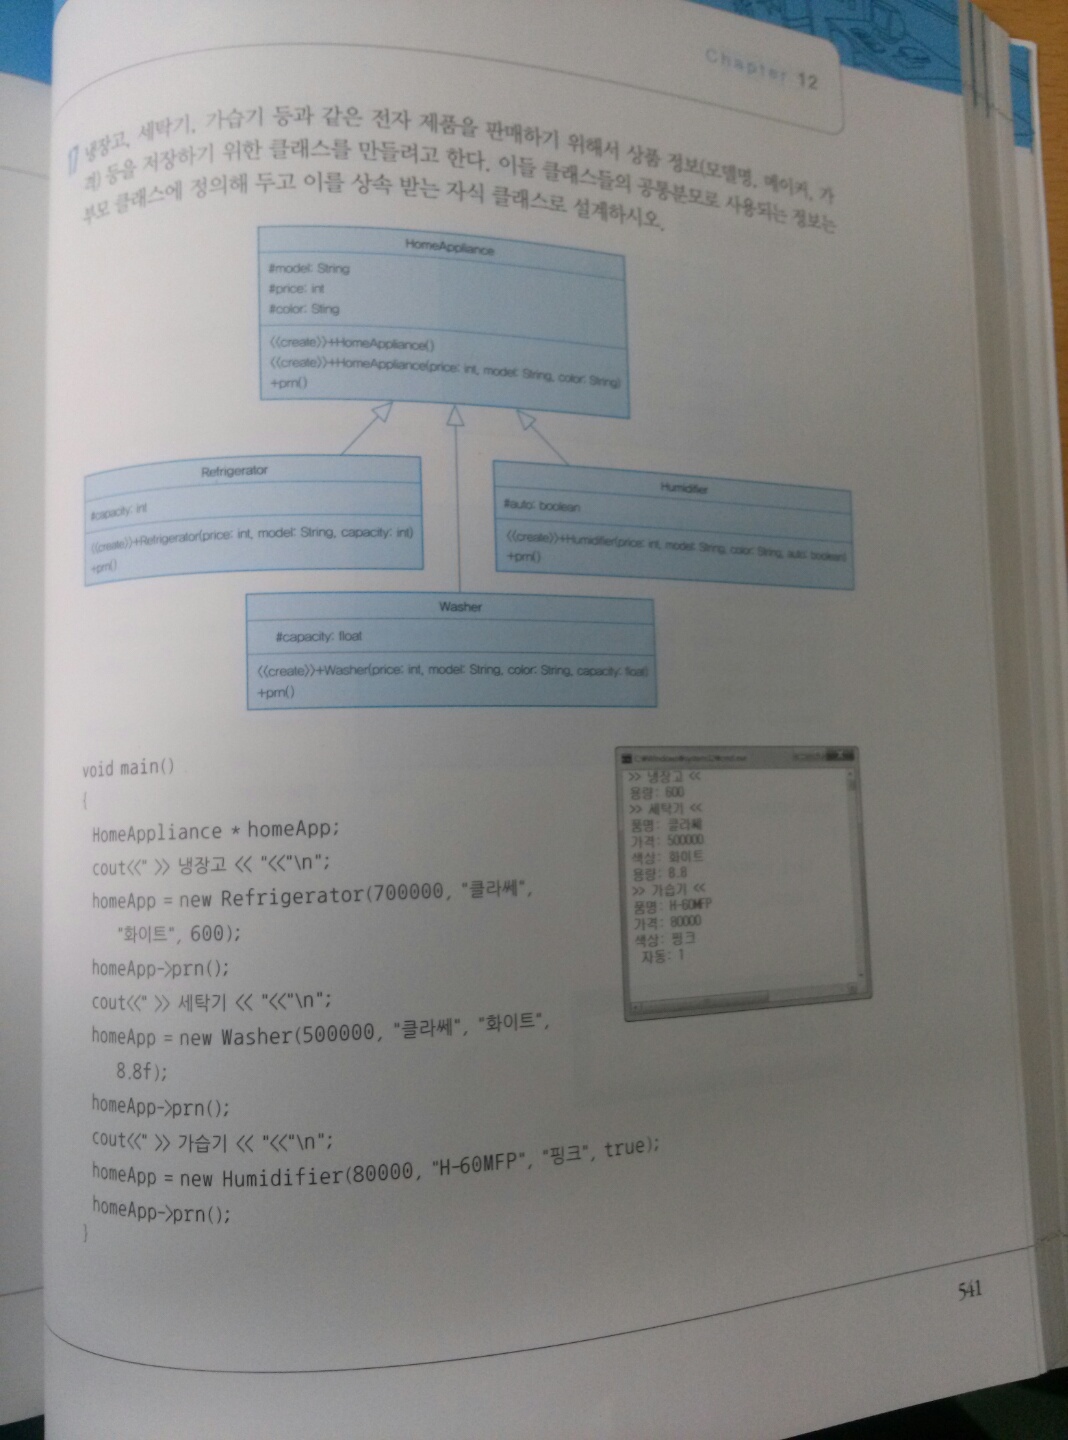 Chapter 12
17 냉장고, 세탁기, 가습기 등과 같은 전자 제품을 판매하기 위해서 상품 정보(모델명, 메이커, 가
격) 등을 저장하기 위한 클래스를 만들려고 한다. 이들 클래스들의 공통분모로 사용되는 정보는
부모 클래스에 정의해 두고 이를 상속 받는 자식 클래스로 설계하시오.
HomeAppliance
#model: String
#price: int
#color: Sting
<<create>>+HomeAppliance()
<<create>>+HomeAppliance(price: int, model: String, color: String)
+prn()
Refrigerator
#capacity: int
<<create>>+Refrigerator(price: int, model: String, capacity: int)
+prn()
Humidifier
#auto: boolean
<<create>>+Humidifier(price: int, model: String, color: String, auto: boolean)
+prn()
Washer
#capacity: float
<<create>>+Washer(price: int, model: String, color: String, capacity: float)
+prn()
void main()
{
HomeAppliance * homeApp;
cout<<" >> 냉장고 << "<<"\n";
homeApp = new Refrigerator(700000, "클라쎄",
"화이트", 600);
homeApp->prn();
cout<<" >> 세탁기 << "<<"\n";
homeApp = new Washer(500000, "클라쎄", "화이트",
8.8f);
homeApp->prn();
cout<<" >> 가습기 << "<<"\n";
homeApp = new Humidifier(80000, "H-60MFP", "핑크", true);
homeApp->prn();
}
>> 냉장고 <<
용량: 600
>> 세탁기 <<
품명: 클라쎄
가격: 500000
색상: 화이트
용량: 8.8
>> 가습기 <<
품명: H-60MFP
가격: 80000
색상: 핑크
자동: 1
541